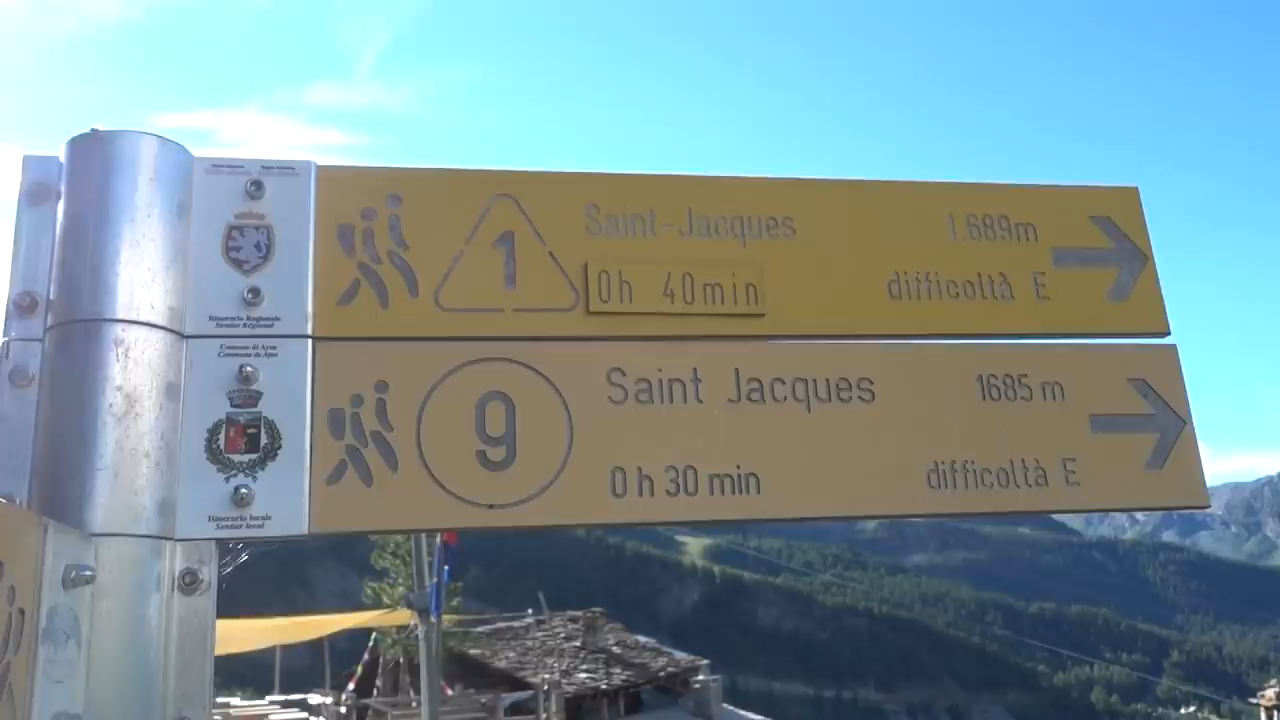 1
Saint-Jacques
1.689m
0h 40min
difficoltà E
Itinerario Regionale
Sentier Régional
Comune di Ayas
Commune de Ayas
9
Saint Jacques
1685 m
0 h 30 min
difficoltà E
Itinerario locale
Sentier local